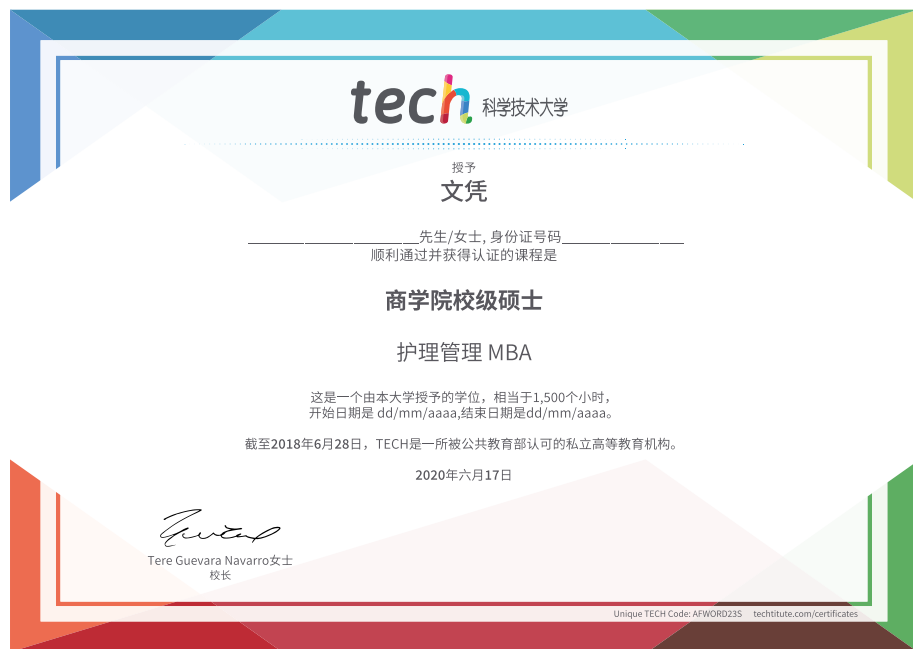 tech 科学技术大学
授予
文凭
____________________先生/女士, 身份证号码______________
顺利通过并获得认证的课程是
商学院校级硕士
护理管理 MBA
这是一个由本大学授予的学位，相当于1,500个小时，
开始日期是 dd/mm/aaaa,结束日期是dd/mm/aaaa。
截至2018年6月28日，TECH是一所被公共教育部认可的私立高等教育机构。
2020年六月17日
Tere Guevara Navarro女士
校长
Unique TECH Code: AFWORD23S techtitute.com/certificates